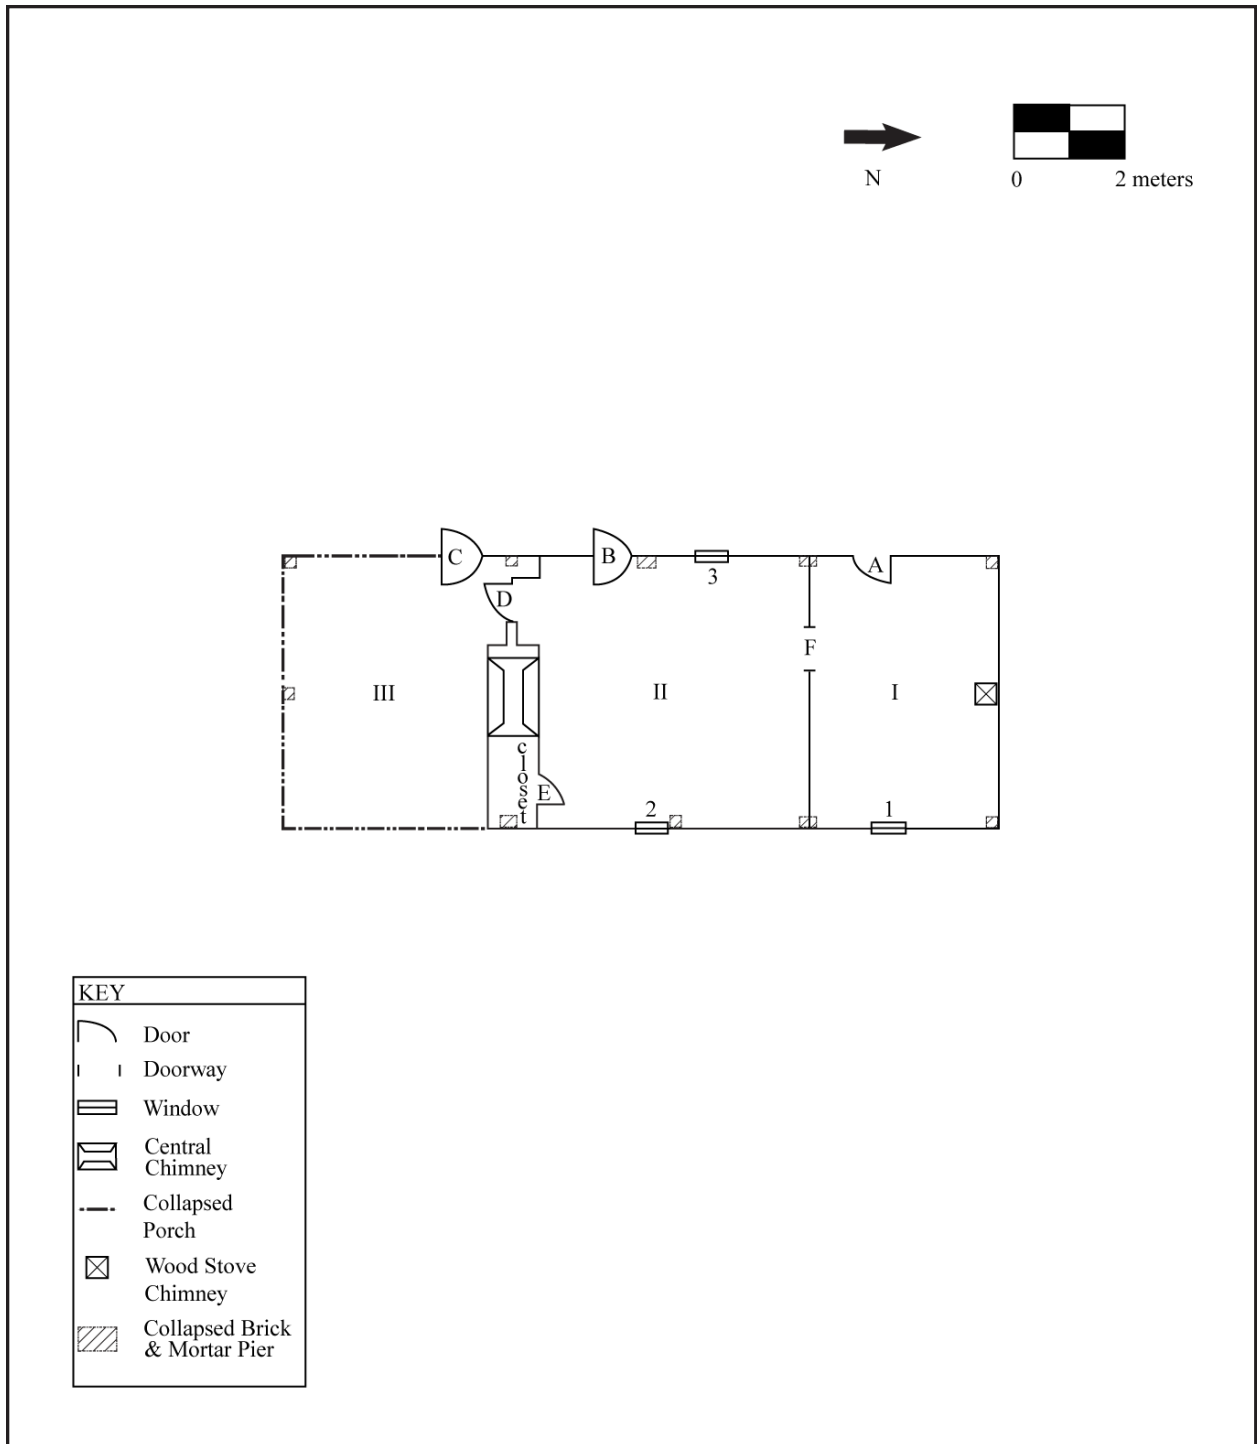 N
0 2 meters
C
B
A
3
D
F
III
II
I
closet
E
2
1
KEY
Door
Doorway
Window
Central
Chimney
Collapsed
Porch
Wood Stove
Chimney
Collapsed Brick
& Mortar Pier